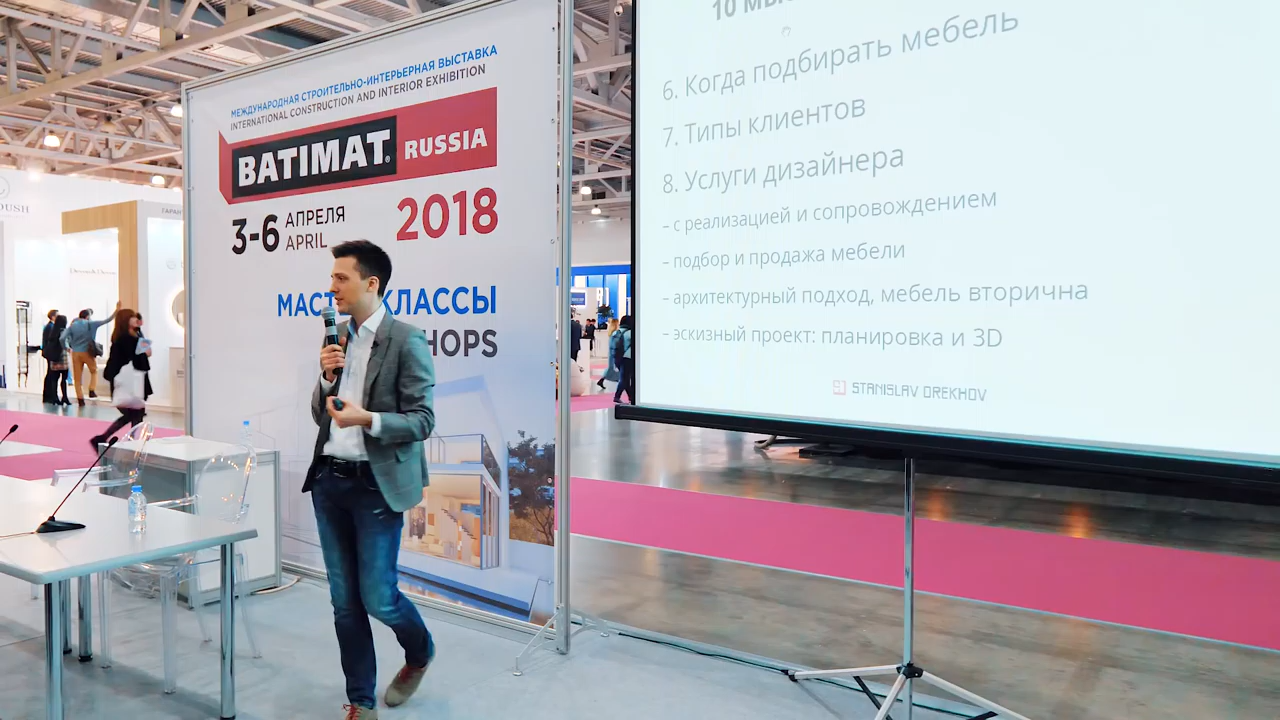 МЕЖДУНАРОДНАЯ СТРОИТЕЛЬНО-ИНТЕРЬЕРНАЯ ВЫСТАВКА
INTERNATIONAL CONSTRUCTION AND INTERIOR EXHIBITION
BATIMAT® RUSSIA
3-6 АПРЕЛЯ
APRIL
2018
МАСТ КЛАССЫ
HOPS
10
6. Когда подбирать мебель
7. Типы клиентов
8. Услуги дизайнера
– с реализацией и сопровождением
– подбор и продажа мебели
– архитектурный подход, мебель вторична
– эскизный проект: планировка и 3D
STANISLAV OREKHOV